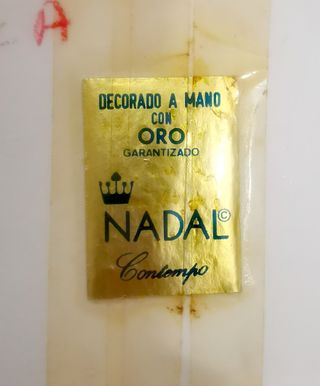 A
DECORADO A MANO
CON
ORO
GARANTIZADO
NADAL©
Contempo